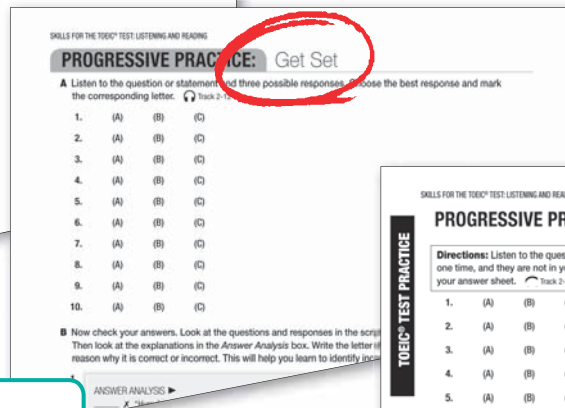 SKILLS FOR THE TOEIC® TEST: LISTENING AND READING
PROGRESSIVE PRACTICE: Get Set
A Listen to the question or statement and three possible responses. Choose the best response and mark
the corresponding letter. Track 2-13
1. (A) (B) (C)
2. (A) (B) (C)
3. (A) (B) (C)
4. (A) (B) (C)
5. (A) (B) (C)
6. (A) (B) (C)
7. (A) (B) (C)
8. (A) (B) (C)
9. (A) (B) (C)
10. (A) (B) (C)
B Now check your answers. Look at the questions and responses in the
Then look at the explanations in the Answer Analysis box. Write the letter
reason why it is correct or incorrect. This will help you learn to identify
1.
ANSWER ANALYSIS ►
SKILLS FOR THE TOEIC® TEST: LISTENING AND
PROGRESSIVE
TOEIC® TEST PRACTICE
Directions: Listen to the
one time, and they are not in
your answer sheet. Track
1. (A) (B)
2. (A) (B)
3. (A) (B)
4. (A) (B)
5. (A) (B)